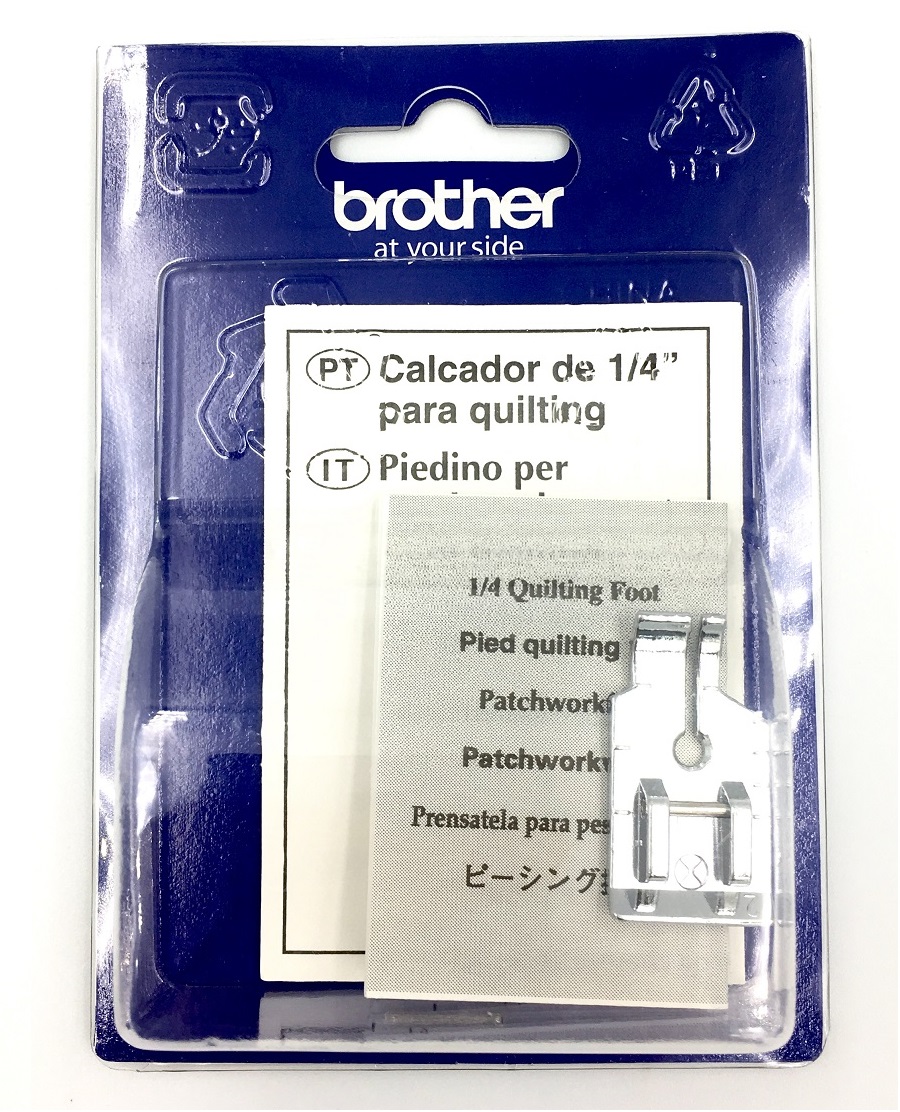 brother
at your side
PT Calcador de 1/4”
para quilting
IT Piedino per
1/4 Quilting Foot
Pied quilting
Patchwork
Patchwork
Prensatela para
ピーシング